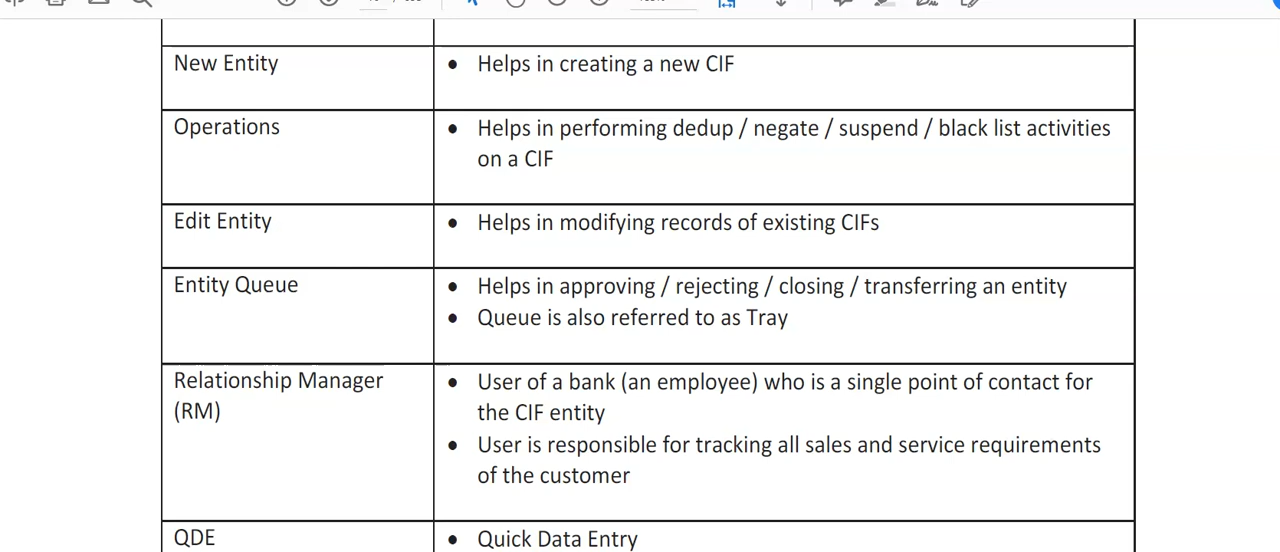 New Entity
• Helps in creating a new CIF
Operations
• Helps in performing dedup / negate / suspend / black list activities
on a CIF
Edit Entity
• Helps in modifying records of existing CIFs
Entity Queue
• Helps in approving / rejecting / closing / transferring an entity
• Queue is also referred to as Tray
Relationship Manager
(RM)
• User of a bank (an employee) who is a single point of contact for
the CIF entity
• User is responsible for tracking all sales and service requirements
of the customer
QDE
• Quick Data Entry